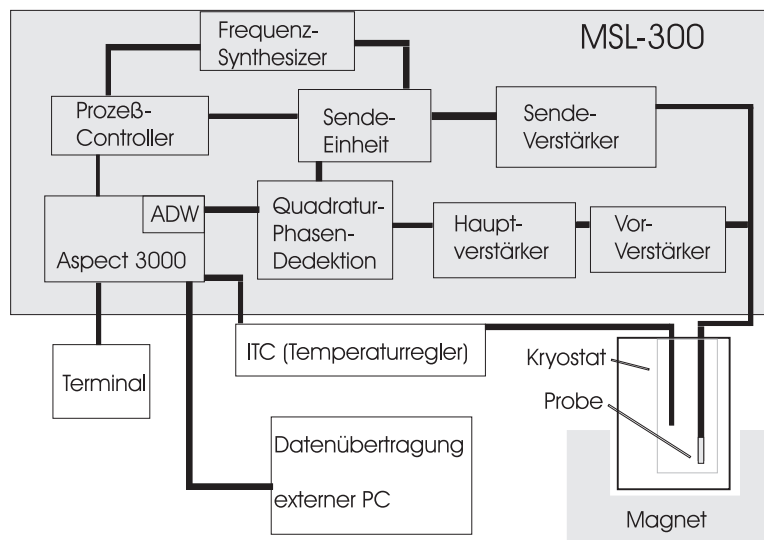 MSL-300
Frequenz-
Synthesizer
Prozeß-
Controller
Sende-
Einheit
Sende-
Verstärker
ADW
Aspect 3000
Quadratur-
Phasen-
Dedektion
Haupt-
verstärker
Vor-
Verstärker
ITC (Temperaturregler)
Terminal
Kryostat
Probe
Datenübertragung
externer PC
Magnet